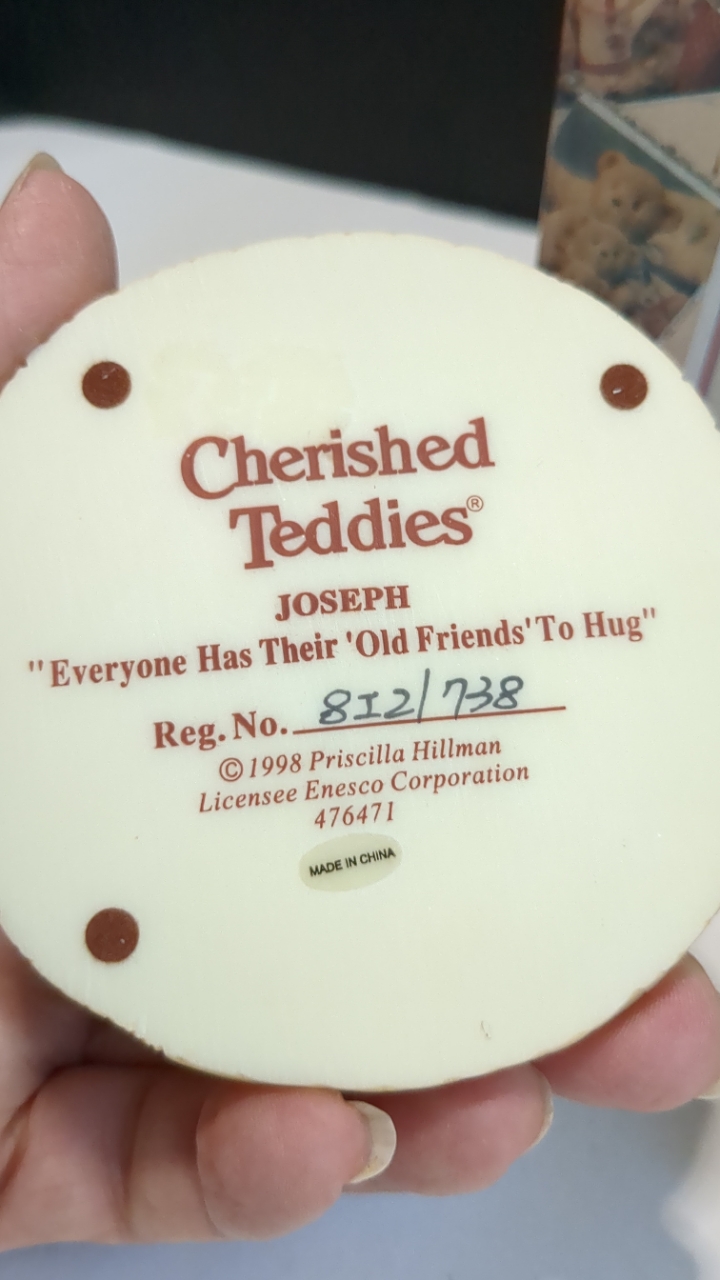 Cherished
Teddies®
JOSEPH
"Everyone Has Their 'Old Friends' To Hug"
Reg. No. 8I2/738
©1998 Priscilla Hillman
Licensee Enesco Corporation
476471
MADE IN CHINA